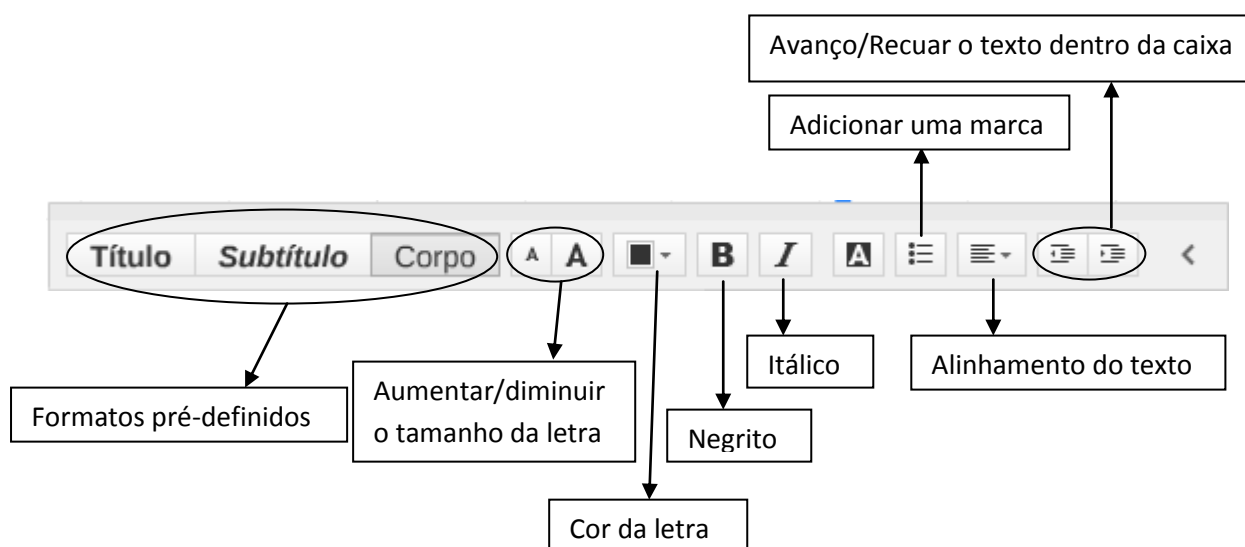 Avanço/Recuar o texto dentro da caixa
Adicionar uma marca
Título Subtítulo Corpo A A B I A
Formatos pré-definidos
Aumentar/diminuir
o tamanho da letra
Cor da letra
Negrito
Itálico
Alinhamento do texto